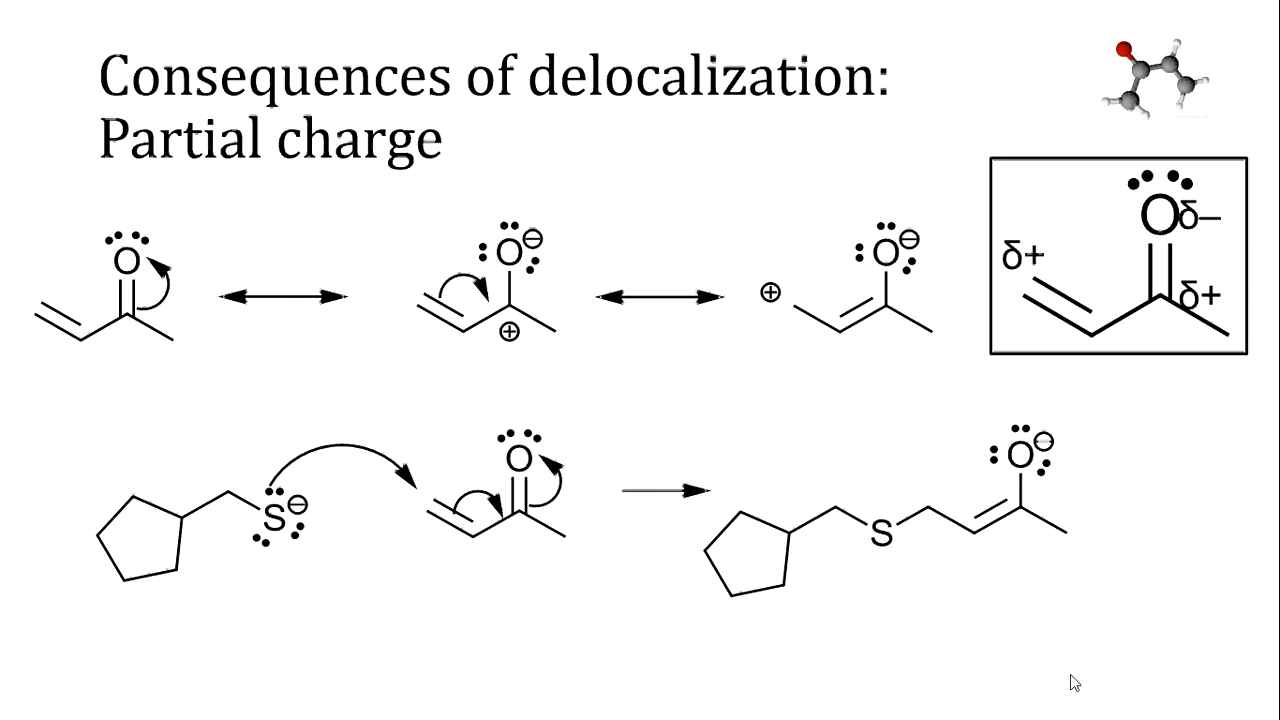 Consequences of delocalization:
Partial charge
O
O ⊖
⊕
O ⊖
⊕
O δ–
δ+
δ+
S ⊖
O
S
O ⊖